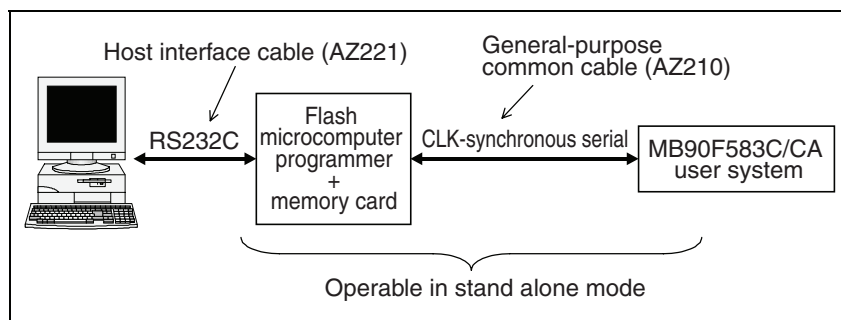 Host interface cable (AZ221)
General-purpose
common cable (AZ210)
RS232C
Flash
microcomputer
programmer
+
memory card
CLK-synchronous serial
MB90F583C/CA
user system
Operable in stand alone mode